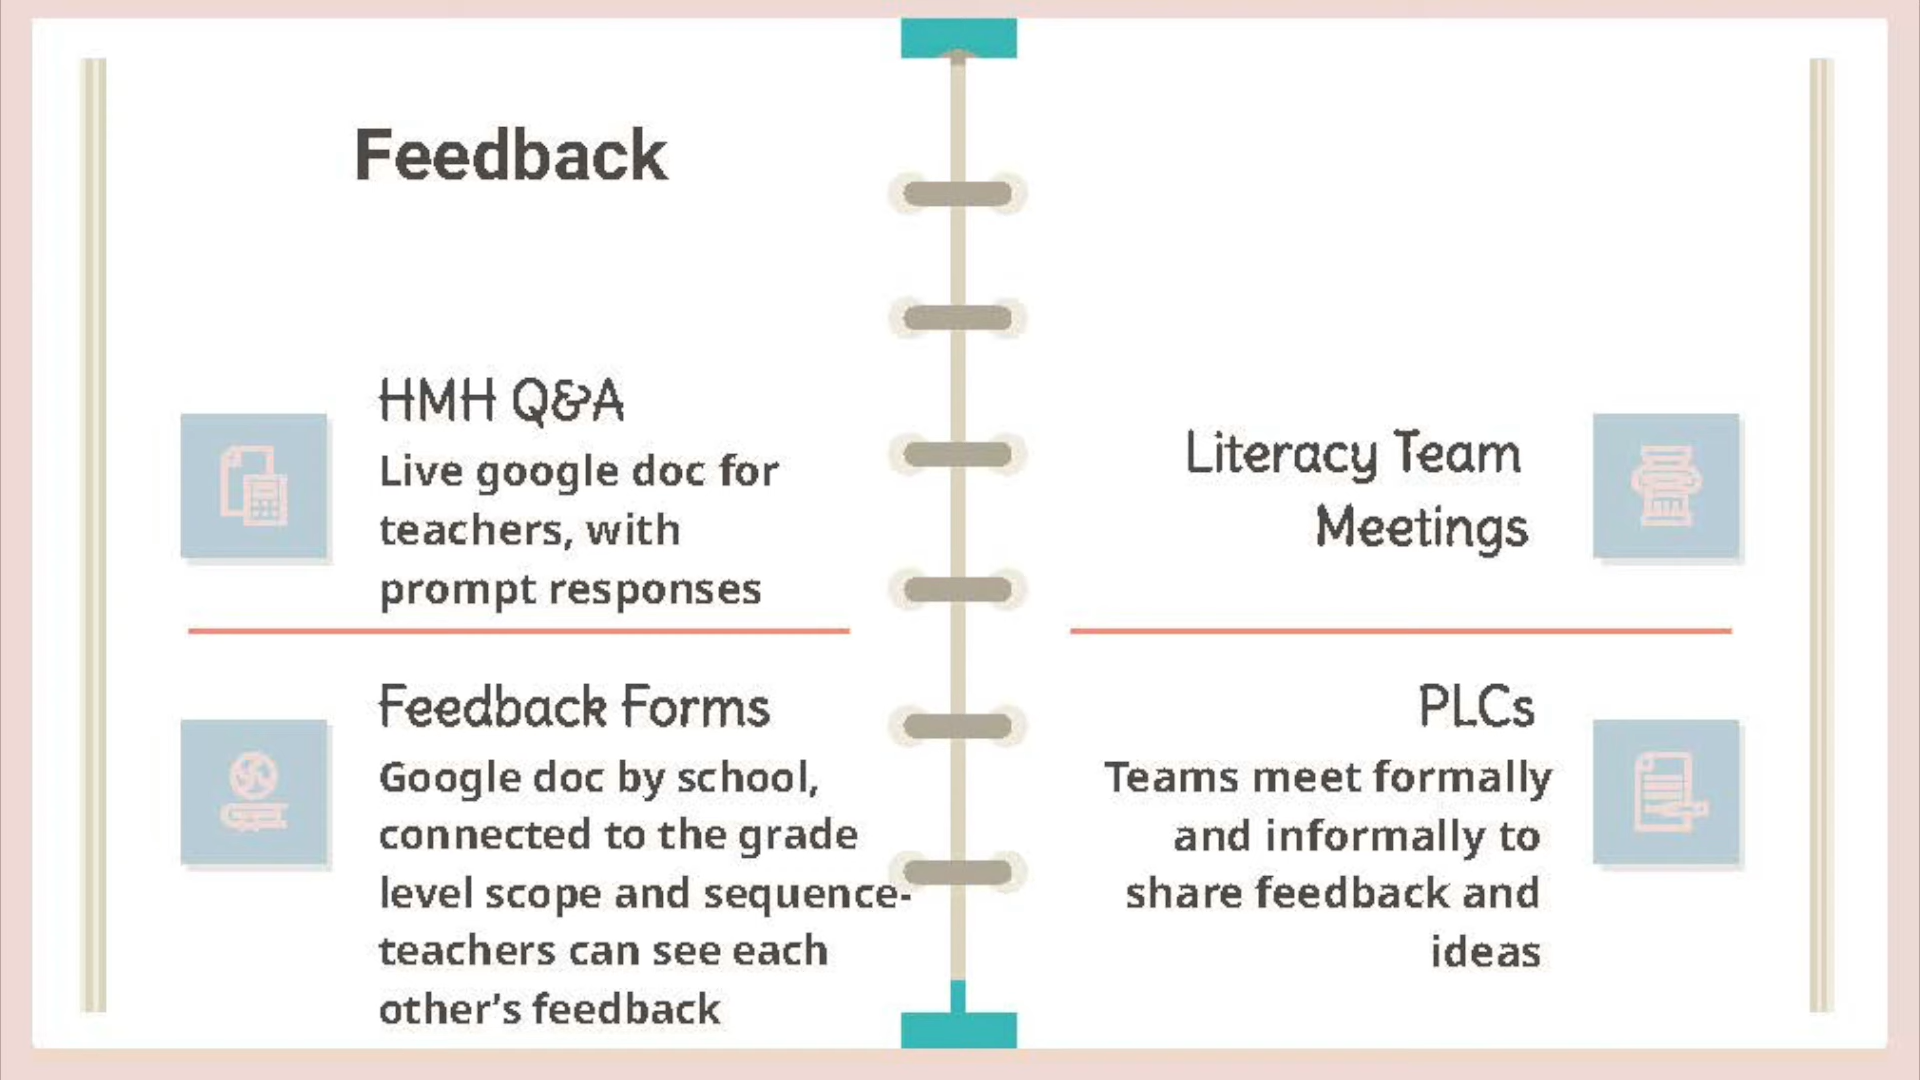 Feedback
HMH Q&A
Live google doc for
teachers, with
prompt responses
Feedback Forms
Google doc by school,
connected to the grade
level scope and sequence-
teachers can see each
other's feedback
Literacy Team
Meetings
PLCs
Teams meet formally
and informally to
share feedback and
ideas